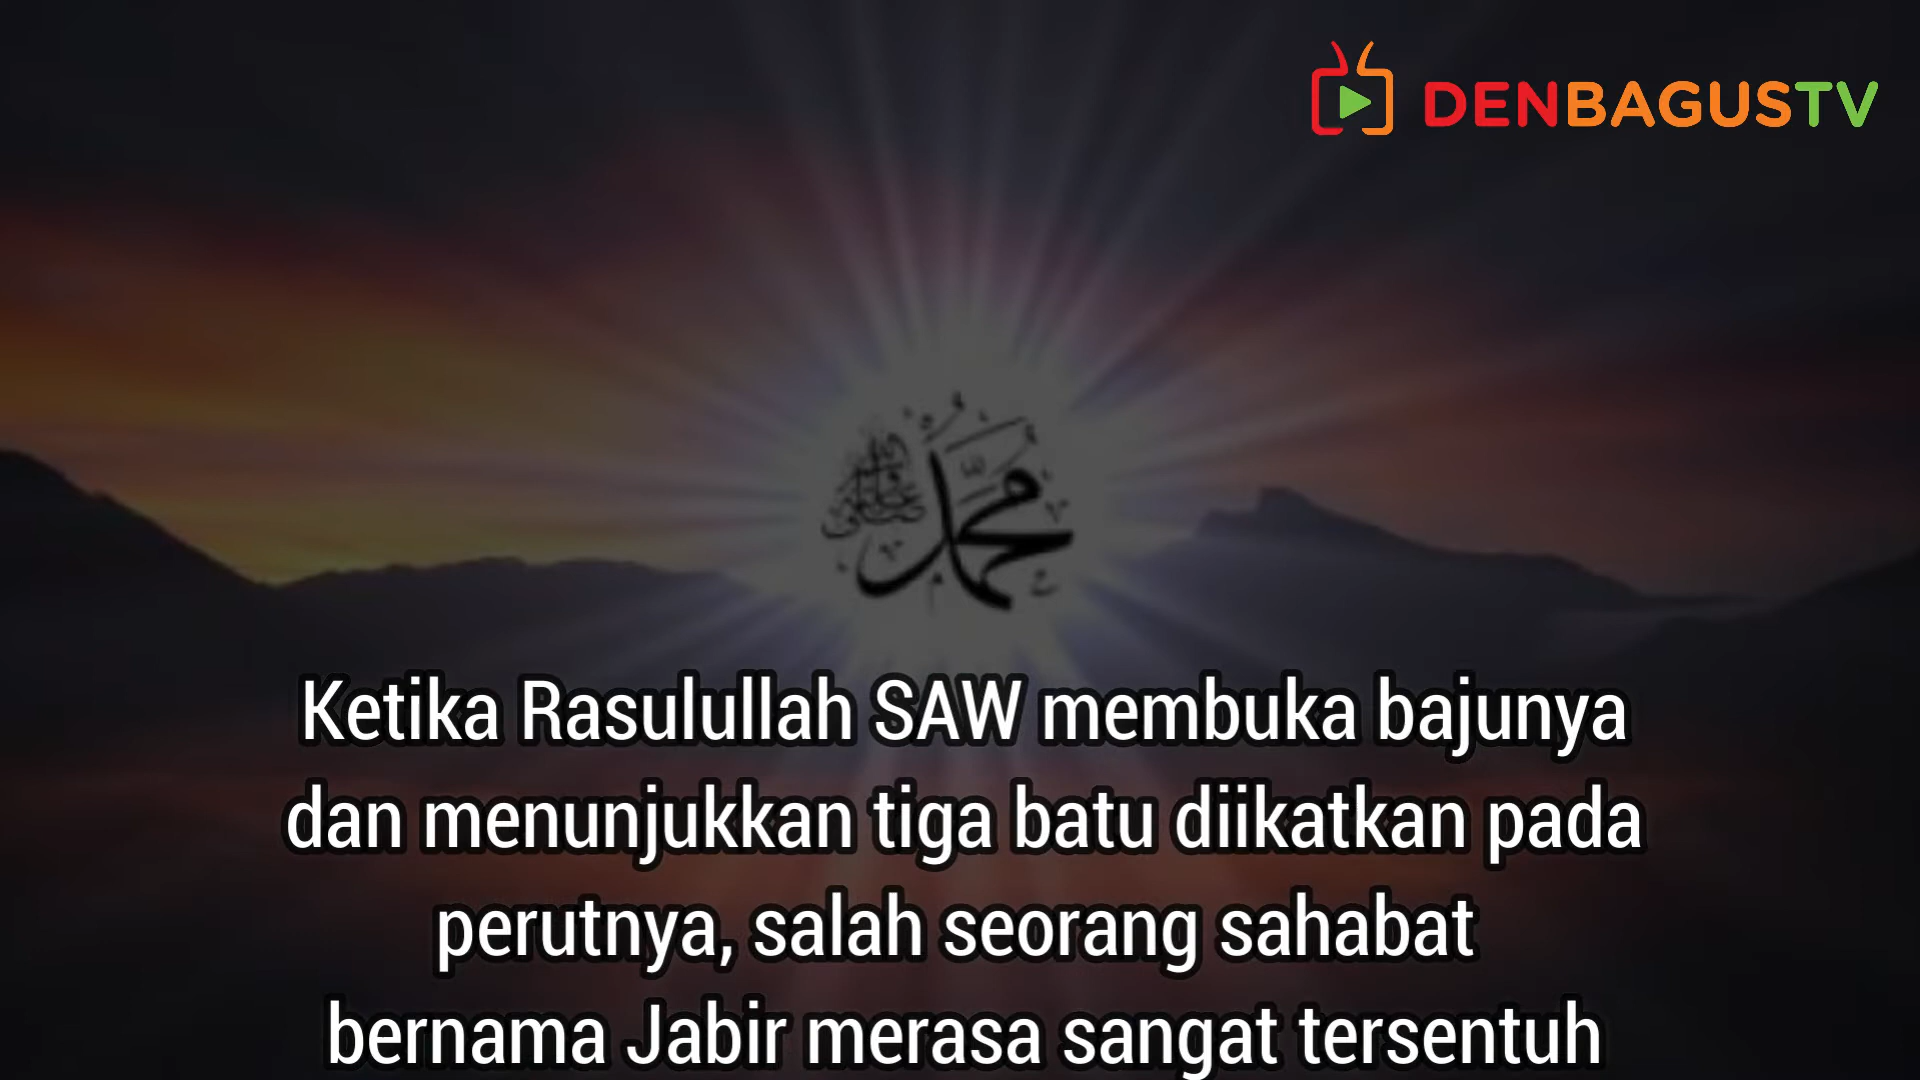 DENBAGUSTV
محمد
Ketika Rasulullah SAW membuka bajunya
dan menunjukkan tiga batu diikatkan pada
perutnya, salah seorang sahabat
bernama Jabir merasa sangat tersentuh